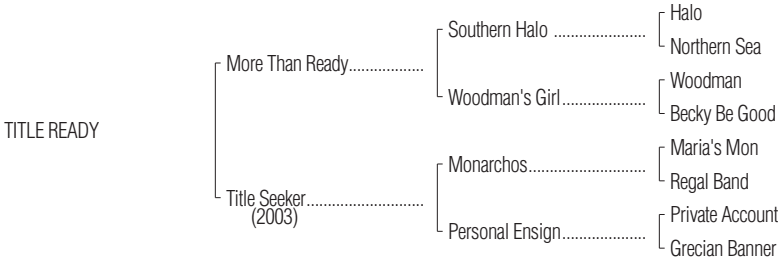 Halo
Southern Halo .....................
Northern Sea
More Than Ready..................
Woodman
Woodman's Girl....................
Becky Be Good
TITLE READY
Maria's Mon
Monarchos...........................
Regal Band
Title Seeker...........................
(2003)
Private Account
Personal Ensign....................
Grecian Banner